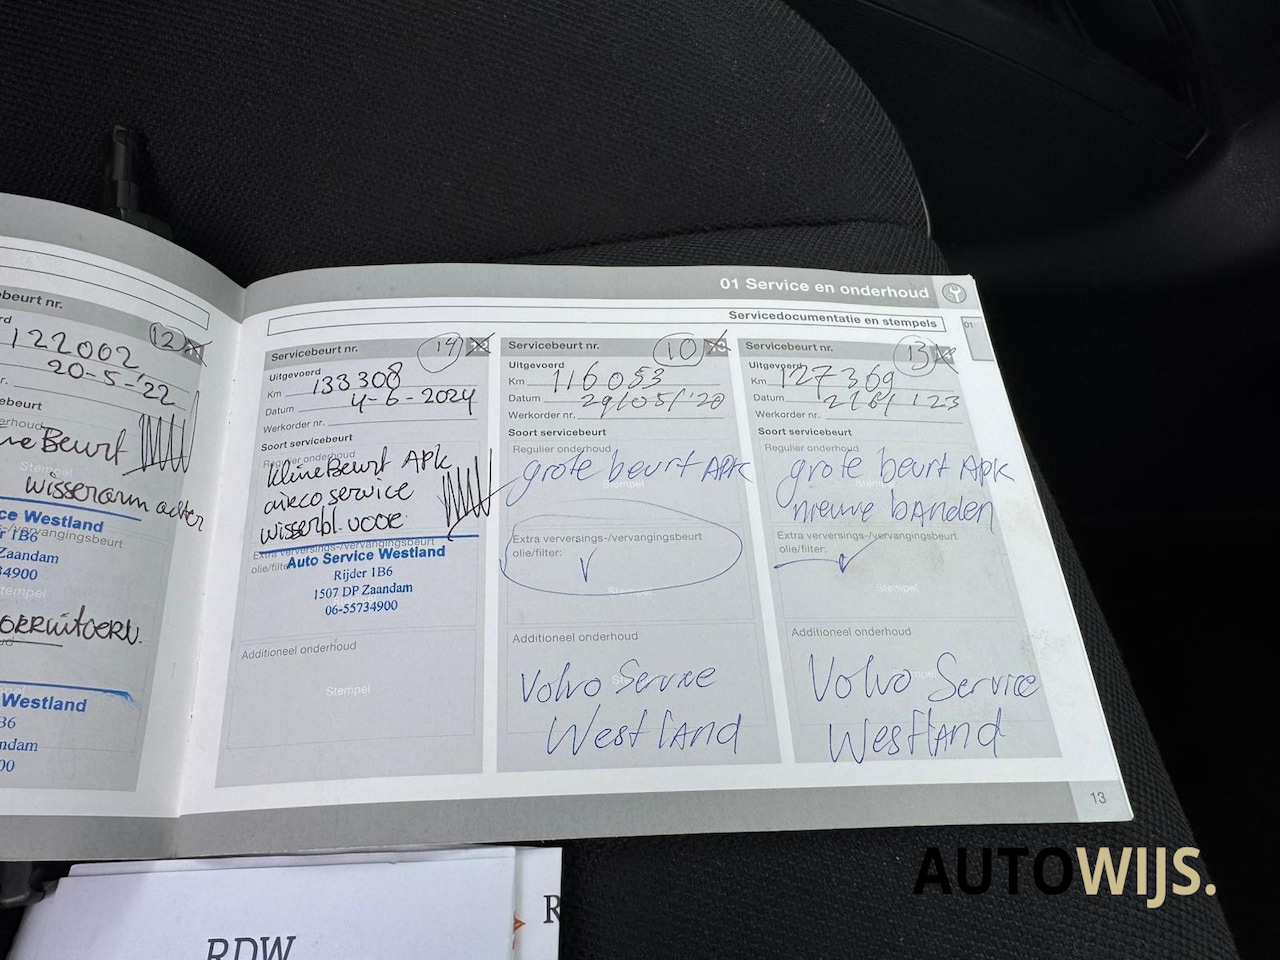 01 Service en onderhoud
Servicedocumentatie en stempels
01
beurt nr.
12
122002
20-5-'22
beurt
Beurt
Stempel
wisserarm achter
ce Westland
r 1B6
Zaandam
34900
Westland
Servicebeurt nr.
14
Uitgevoerd
Km 133308
Datum 4-6-2024
Werkorder nr.
Soort servicebeurt
Regulier onderhoud
kleine Beurt APK
airco service
wisserbl. voor
Extra verversings-/vervangingsbeurt
olie/filter:
Auto Service Westland
Rijder 1B6
1507 DP Zaandam
06-55734900
Additioneel onderhoud
Stempel
Servicebeurt nr.
10
Uitgevoerd
Km 116053
Datum 29/05/'20
Werkorder nr.
Soort servicebeurt
Regulier onderhoud
grote beurt APK
Stempel
Extra verversings-/vervangingsbeurt
olie/filter:
Stempel
Additioneel onderhoud
Volvo Service
Westland
Servicebeurt nr.
13
Uitgevoerd
Km 127369
Datum
Werkorder nr.
Soort servicebeurt
Regulier onderhoud
grote beurt APK
nieuwe banden
Extra verversings-/vervangingsbeurt
olie/filter:
Stempel
Additioneel onderhoud
Volvo Service
Westland
13
RDW
R
AUTOWIJS.